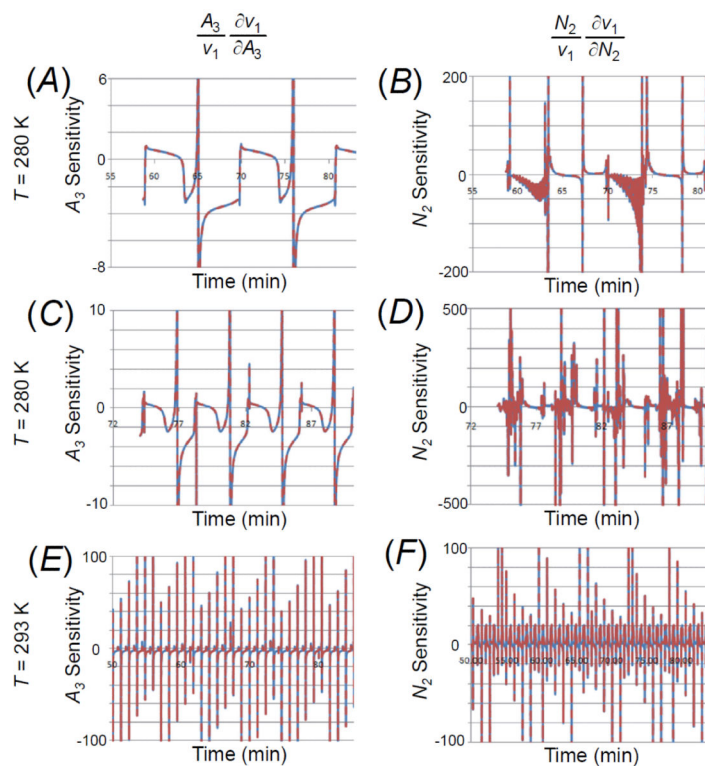 A3/v1 ∂v1/∂A3
N2/v1 ∂v1/∂N2
(A)
T = 280 K
A3 Sensitivity
6
0
-8
55 60 65 70 75 80
Time (min)
(B)
N2 Sensitivity
200
0
-200
55 60 65 70 75 80
Time (min)
(C)
T = 280 K
A3 Sensitivity
10
0
-10
72 77 82 87
Time (min)
(D)
N2 Sensitivity
500
0
-500
72 77 82 87
Time (min)
(E)
T = 293 K
A3 Sensitivity
100
0
-100
50 60 70 80
Time (min)
(F)
N2 Sensitivity
100
0
-100
50.00 55.00 60.00 65.00 70.00 75.00 80.00
Time (min)